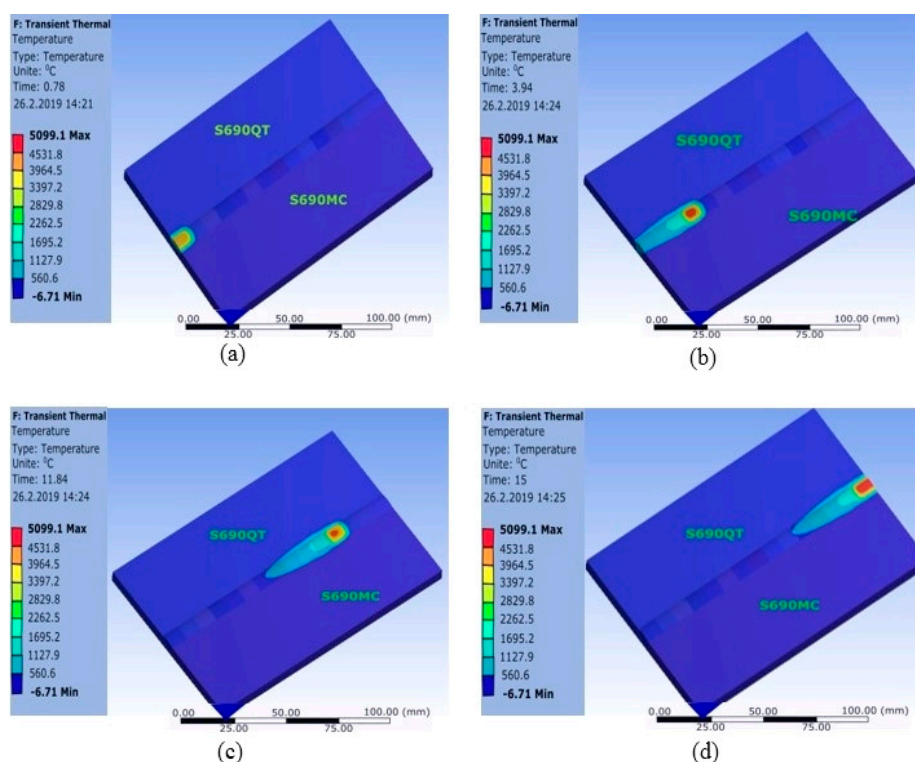 F: Transient Thermal
Temperature
Type: Temperature
Unite: ⁰C
Time: 0.78
26.2.2019 14:21
5099.1 Max
4531.8
3964.5
3397.2
2829.8
2262.5
1695.2
1127.9
560.6
-6.71 Min
S690QT
S690MC
0.00 50.00 100.00 (mm)
25.00 75.00
(a)
F: Transient Thermal
Temperature
Type: Temperature
Unite: ⁰C
Time: 3.94
26.2.2019 14:24
5099.1 Max
4531.8
3964.5
3397.2
2829.8
2262.5
1695.2
1127.9
560.6
-6.71 Min
S690QT
S690MC
0.00 50.00 100.00 (mm)
25.00 75.00
(b)
F: Transient Thermal
Temperature
Type: Temperature
Unite: ⁰C
Time: 11.84
26.2.2019 14:24
5099.1 Max
4531.8
3964.5
3397.2
2829.8
2262.5
1695.2
1127.9
560.6
-6.71 Min
S690QT
S690MC
0.00 50.00 100.00 (mm)
25.00 75.00
(c)
F: Transient Thermal
Temperature
Type: Temperature
Unite: ⁰C
Time: 15
26.2.2019 14:25
5099.1 Max
4531.8
3964.5
3397.2
2829.8
2262.5
1695.2
1127.9
560.6
-6.71 Min
S690QT
S690MC
0.00 50.00 100.00 (mm)
25.00 75.00
(d)